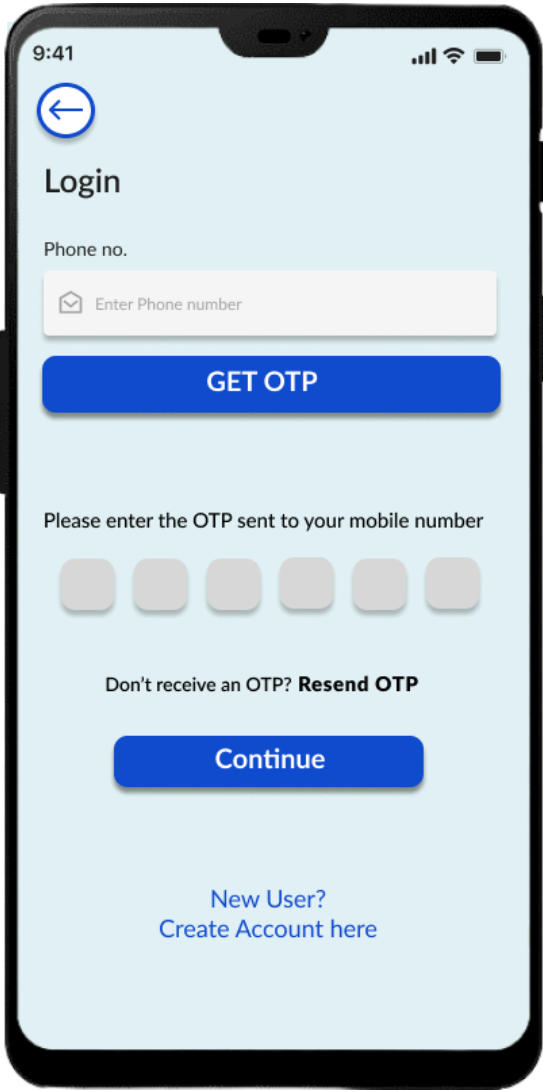 9:41
Login
Phone no.
Enter Phone number
GET OTP
Please enter the OTP sent to your mobile number
Don't receive an OTP? Resend OTP
Continue
New User?
Create Account here